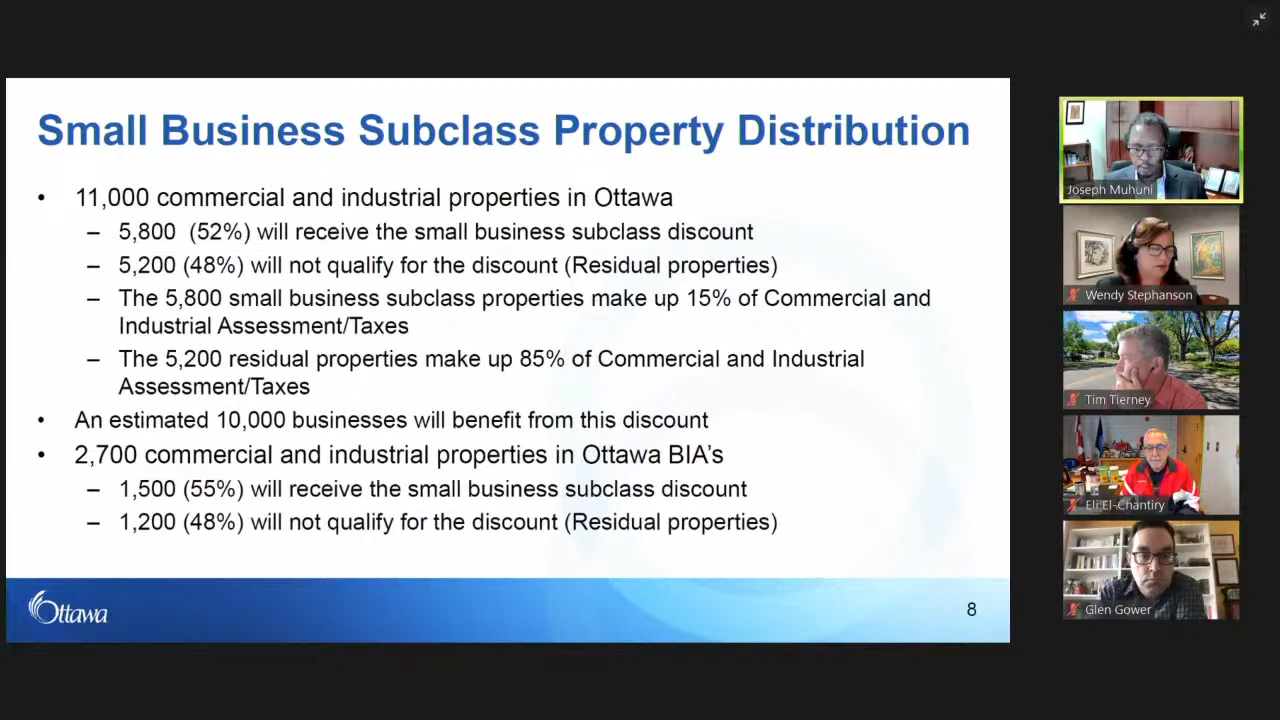 Small Business Subclass Property Distribution
• 11,000 commercial and industrial properties in Ottawa
– 5,800 (52%) will receive the small business subclass discount
– 5,200 (48%) will not qualify for the discount (Residual properties)
– The 5,800 small business subclass properties make up 15% of Commercial and
Industrial Assessment/Taxes
– The 5,200 residual properties make up 85% of Commercial and Industrial
Assessment/Taxes
• An estimated 10,000 businesses will benefit from this discount
• 2,700 commercial and industrial properties in Ottawa BIA's
– 1,500 (55%) will receive the small business subclass discount
– 1,200 (48%) will not qualify for the discount (Residual properties)
Ottawa
8
Joseph Muhuni
Wendy Stephanson
Tim Tierney
Eli El-Chantiry
Glen Gower